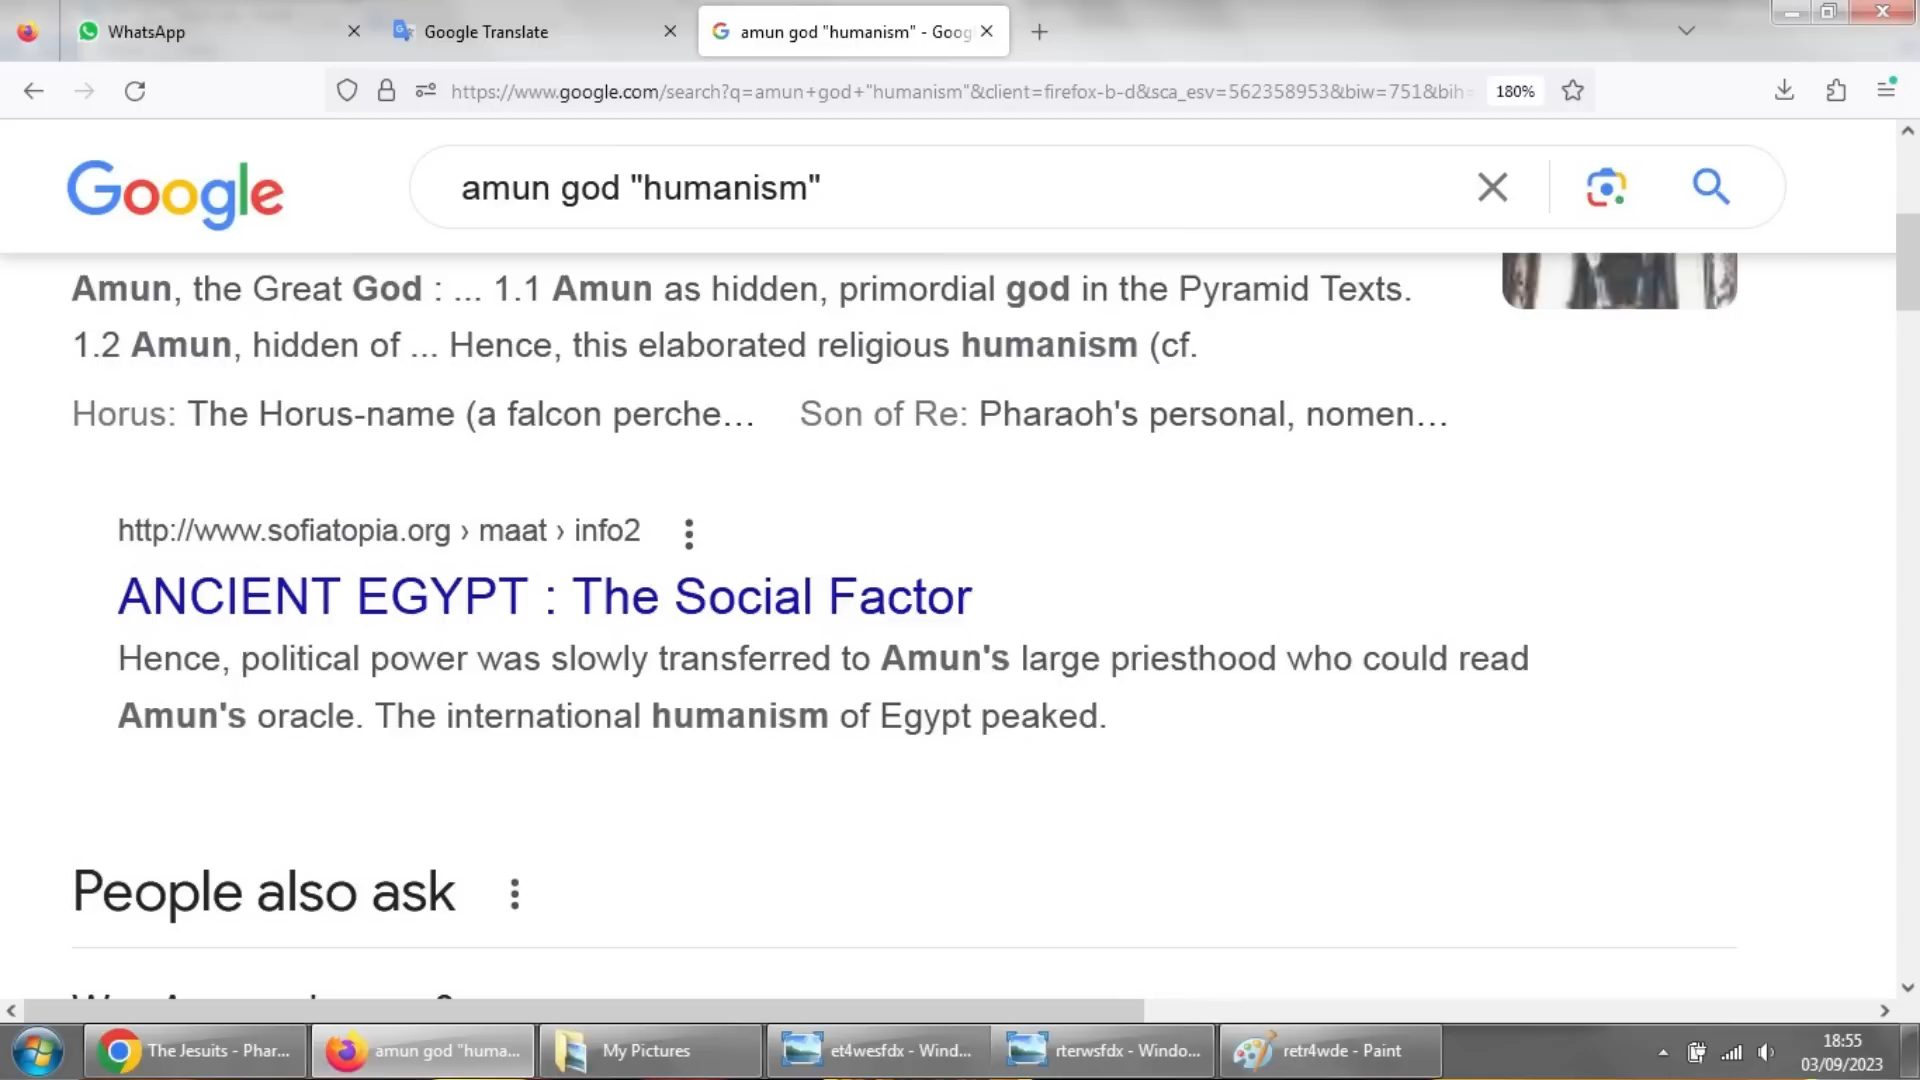 WhatsApp
Google Translate
amun god "humanism" - Goog
https://www.google.com/search?q=amun+god+"humanism"&client=firefox-b-d&sca_esv=562358953&biw=751&bih=
180%
Google
amun god "humanism"
Amun, the Great God : ... 1.1 Amun as hidden, primordial god in the Pyramid Texts.
1.2 Amun, hidden of ... Hence, this elaborated religious humanism (cf.
Horus: The Horus-name (a falcon perche... Son of Re: Pharaoh's personal, nomen...
http://www.sofiatopia.org › maat › info2
ANCIENT EGYPT : The Social Factor
Hence, political power was slowly transferred to Amun's large priesthood who could read
Amun's oracle. The international humanism of Egypt peaked.
People also ask
The Jesuits - Phar...
amun god "huma...
My Pictures
et4wesfdx - Wind...
rterwsfdx - Windo...
retr4wde - Paint
18:55
03/09/2023